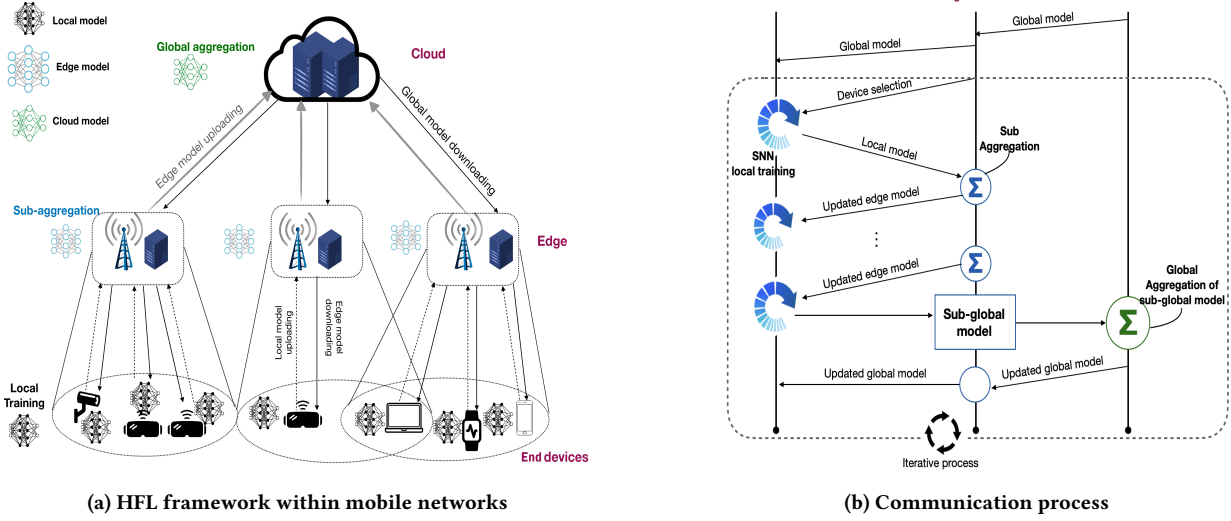 Local model
Edge model
Cloud model
Global aggregation
Cloud
Edge model uploading
Global model downloading
Sub-aggregation
Edge
Local model
uploading
Edge model
downloading
Local
Training
End devices
(a) HFL framework within mobile networks
Global model
Global model
Device selection
SNN
local training
Local model
Sub
Aggregation
Σ
Updated edge model
⋮
Σ
Updated edge model
Global
Aggregation of
sub-global model
Sub-global
model
Σ
Updated global model
Updated global model
Iterative process
(b) Communication process